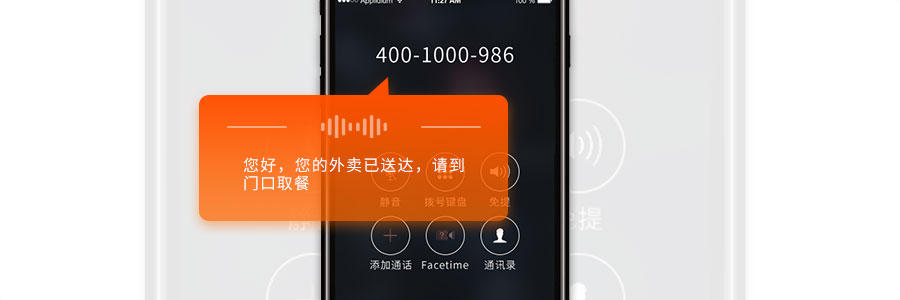 Applidium 11:27 AM 100 %
400-1000-986
您好，您的外卖已送达，请到
门口取餐
静音 拨号键盘 免提
添加通话 Facetime 通讯录